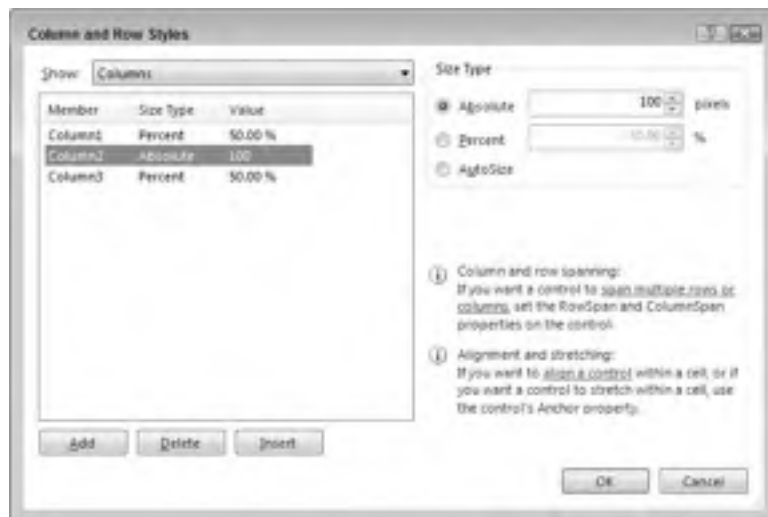 Column and Row Styles
Show: Columns
Member Size Type Value
Column1 Percent 50.00 %
Column2 Absolute 100
Column3 Percent 50.00 %
Add Delete Insert
Size Type
Absolute 100 pixels
Percent %
AutoSize
Column and row spanning:
If you want a control to span multiple rows or
columns, set the RowSpan and ColumnSpan
properties on the control.
Alignment and stretching:
If you want to align a control within a cell, or if
you want a control to stretch within a cell, use
the control's Anchor property.
OK Cancel